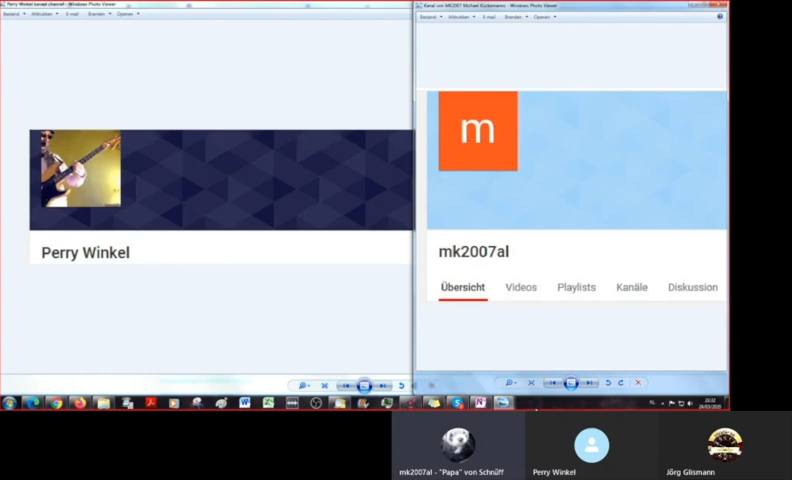 Perry Winkel kanaal channel - Windows Photo Viewer
Bestand Afdrukken E-mail Branden Openen
Kanal von MK2007 Michael Kückemanns - Windows Photo Viewer
Bestand Afdrukken E-mail Branden Openen
m
Perry Winkel
mk2007al
Übersicht Videos Playlists Kanäle Diskussion
NL
mk2007al - "Papa" von Schnüff
Perry Winkel
Jörg Glismann